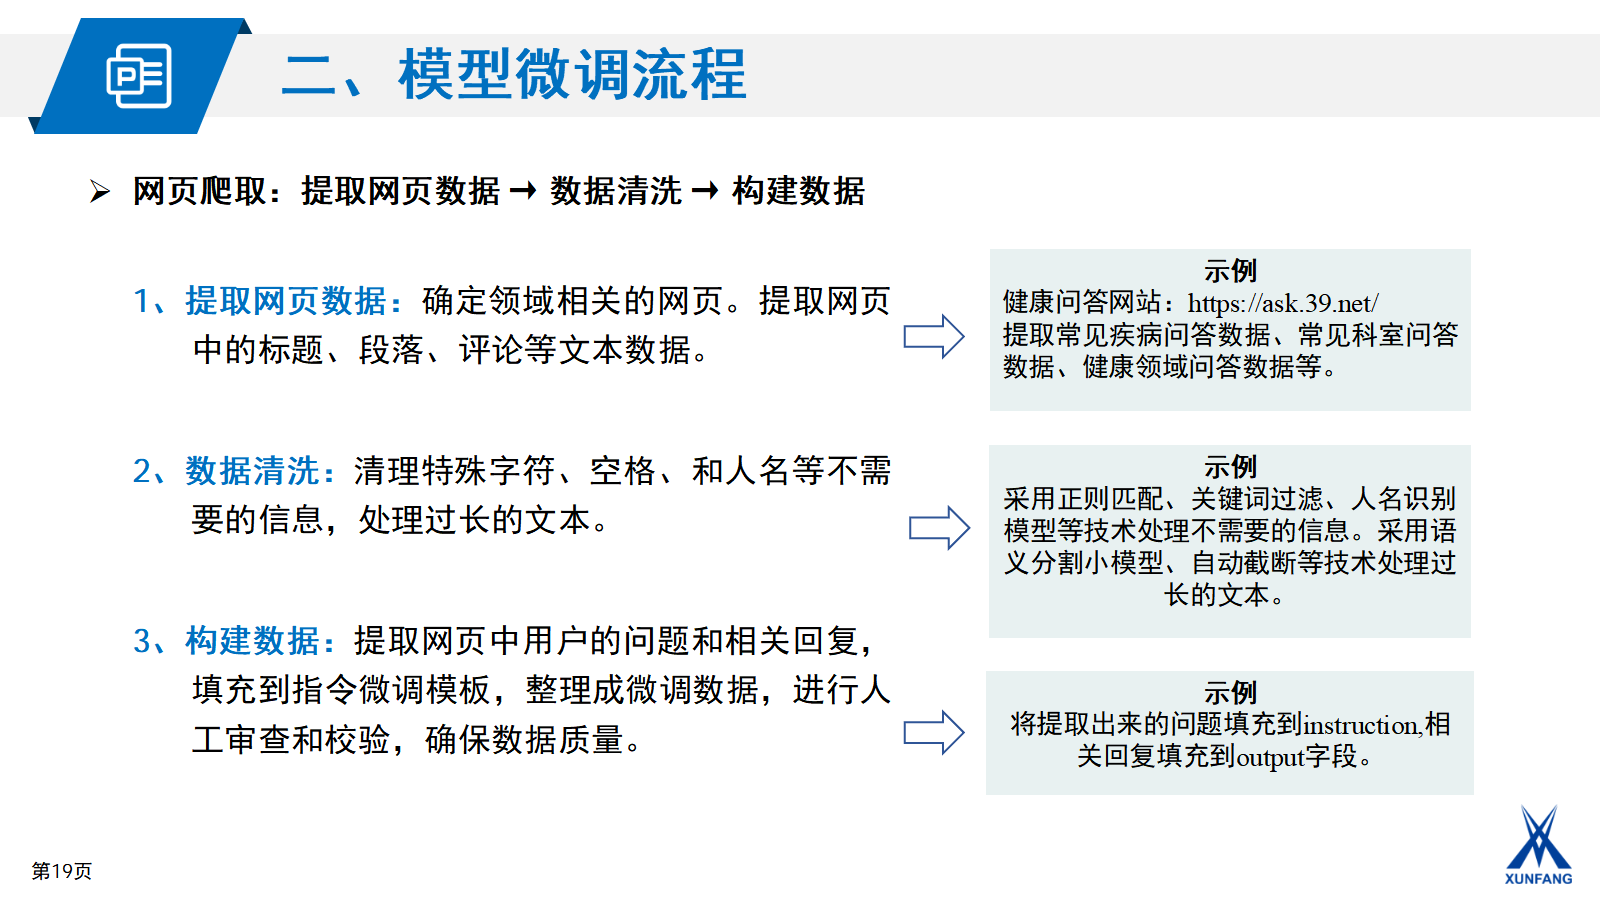 二、模型微调流程
网页爬取：提取网页数据 → 数据清洗 → 构建数据
1、提取网页数据：确定领域相关的网页。提取网页
中的标题、段落、评论等文本数据。
示例
健康问答网站：https://ask.39.net/
提取常见疾病问答数据、常见科室问答
数据、健康领域问答数据等。
2、数据清洗：清理特殊字符、空格、和人名等不需
要的信息，处理过长的文本。
示例
采用正则匹配、关键词过滤、人名识别
模型等技术处理不需要的信息。采用语
义分割小模型、自动截断等技术处理过
长的文本。
3、构建数据：提取网页中用户的问题和相关回复，
填充到指令微调模板，整理成微调数据，进行人
工审查和校验，确保数据质量。
示例
将提取出来的问题填充到instruction,相
关回复填充到output字段。
第19页
XUNFANG